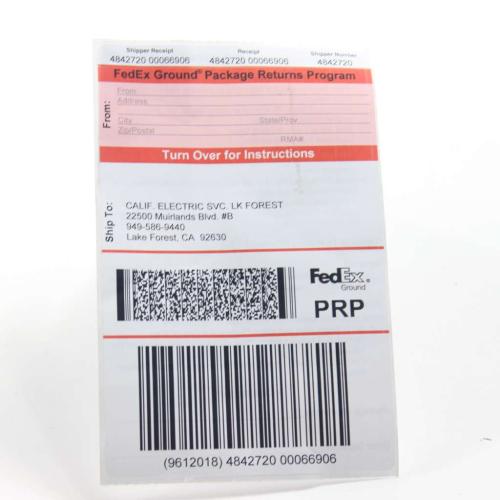 Shipper Receipt Receipt Shipper Number
4842720 00066906 4842720 00066906 4842720
FedEx Ground® Package Returns Program
From:
From:
Address
City State/Prov
Zip/Postal
RMA#
Turn Over for Instructions
Ship To:
CALIF. ELECTRIC SVC. LK FOREST
22500 Muirlands Blvd. #B
949-586-9440
Lake Forest, CA 92630
FedEx®
Ground
PRP
(9612018) 4842720 00066906